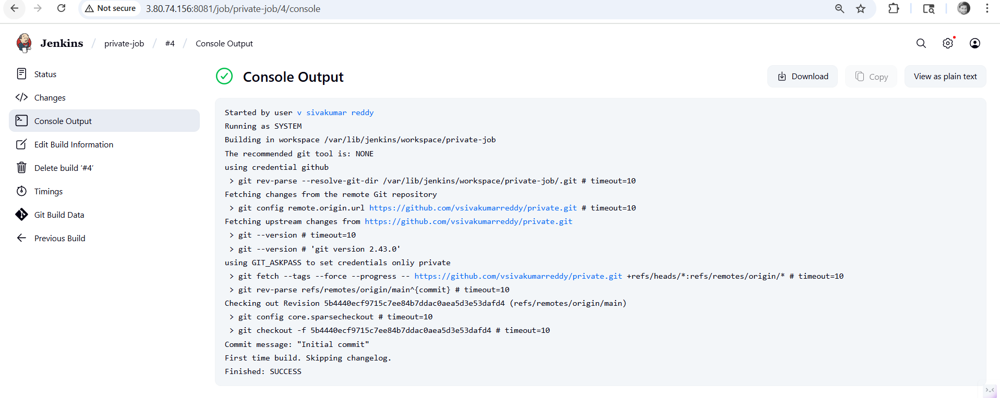 Not secure 3.80.74.156:8081/job/private-job/4/console
Jenkins / private-job / #4 / Console Output
Status
Changes
Console Output
Edit Build Information
Delete build ‘#4’
Timings
Git Build Data
Previous Build
Console Output
Download
Copy
View as plain text
Started by user v sivakumar reddy
Running as SYSTEM
Building in workspace /var/lib/jenkins/workspace/private-job
The recommended git tool is: NONE
using credential github
> git rev-parse --resolve-git-dir /var/lib/jenkins/workspace/private-job/.git # timeout=10
Fetching changes from the remote Git repository
> git config remote.origin.url https://github.com/vsivakumarreddy/private.git # timeout=10
Fetching upstream changes from https://github.com/vsivakumarreddy/private.git
> git --version # timeout=10
> git --version # 'git version 2.43.0'
using GIT_ASKPASS to set credentials onliy private
> git fetch --tags --force --progress -- https://github.com/vsivakumarreddy/private.git +refs/heads/*:refs/remotes/origin/* # timeout=10
> git rev-parse refs/remotes/origin/main^{commit} # timeout=10
Checking out Revision 5b4440ecf9715c7ee84b7ddac0aea5d3e53dafd4 (refs/remotes/origin/main)
> git config core.sparsecheckout # timeout=10
> git checkout -f 5b4440ecf9715c7ee84b7ddac0aea5d3e53dafd4 # timeout=10
Commit message: "Initial commit"
First time build. Skipping changelog.
Finished: SUCCESS